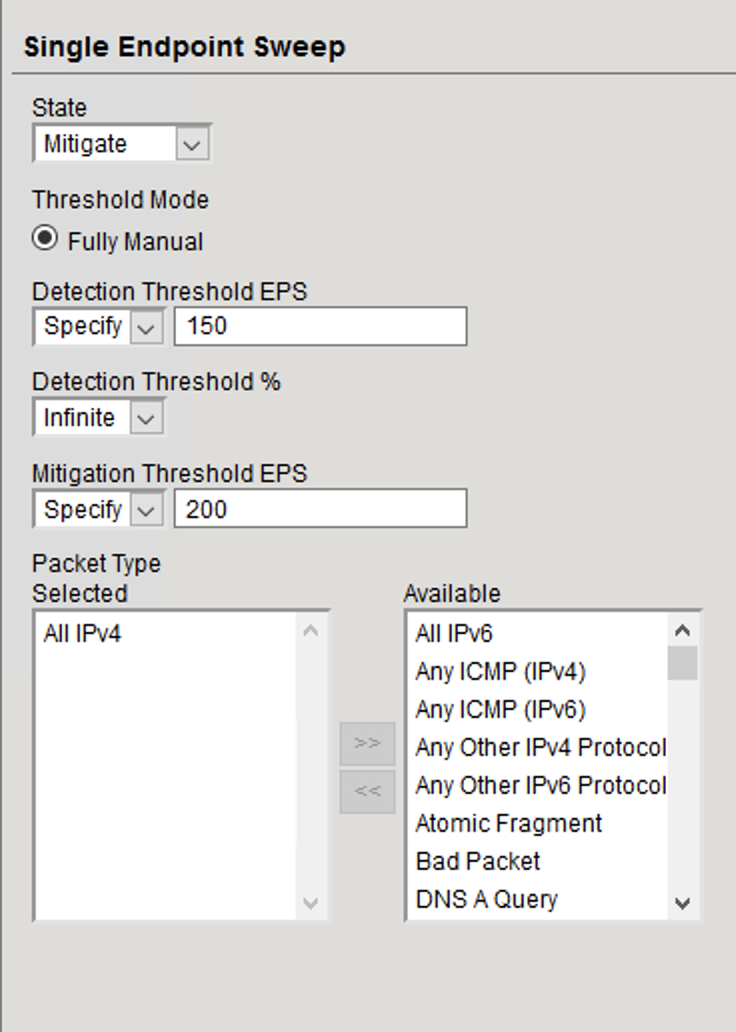 Single Endpoint Sweep
State
Mitigate
Threshold Mode
Fully Manual
Detection Threshold EPS
Specify 150
Detection Threshold %
Infinite
Mitigation Threshold EPS
Specify 200
Packet Type
Selected Available
All IPv4 All IPv6
Any ICMP (IPv4)
Any ICMP (IPv6)
>> Any Other IPv4 Protocol
<< Any Other IPv6 Protocol
Atomic Fragment
Bad Packet
DNS A Query